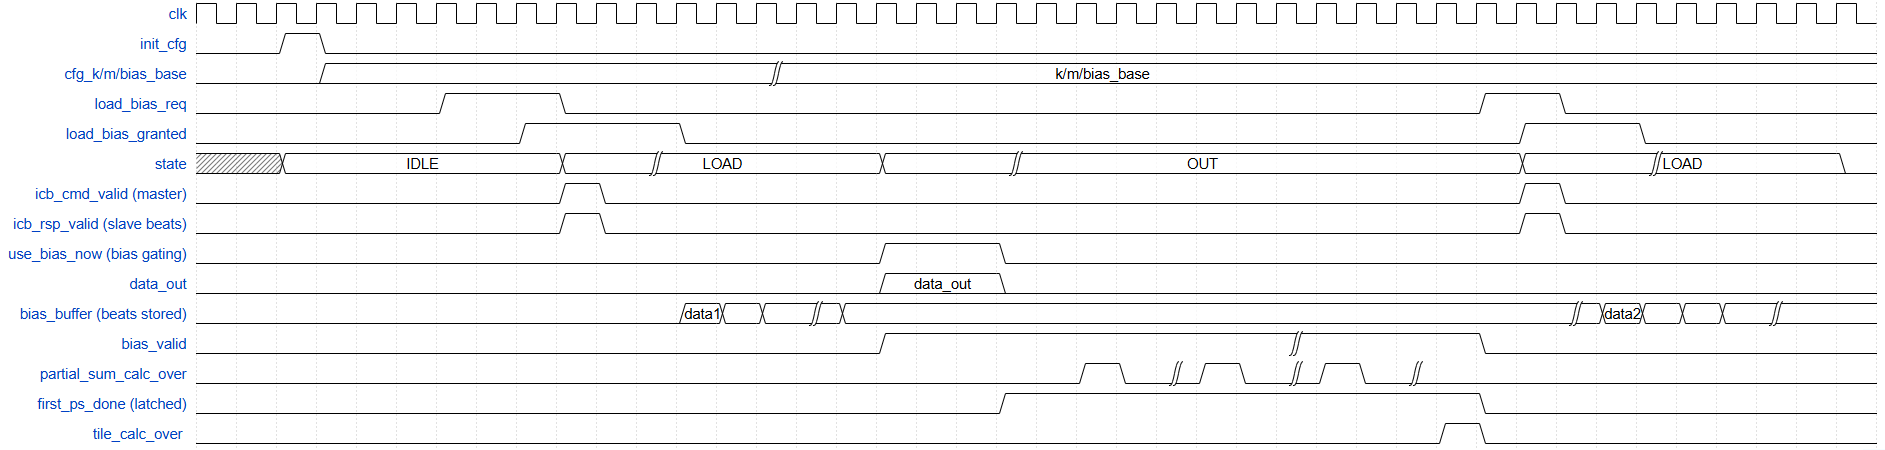 clk
init_cfg
cfg_k/m/bias_base k/m/bias_base
load_bias_req
load_bias_granted
state IDLE LOAD OUT LOAD
icb_cmd_valid (master)
icb_rsp_valid (slave beats)
use_bias_now (bias gating)
data_out data_out
bias_buffer (beats stored) data1 data2
bias_valid
partial_sum_calc_over
first_ps_done (latched)
tile_calc_over